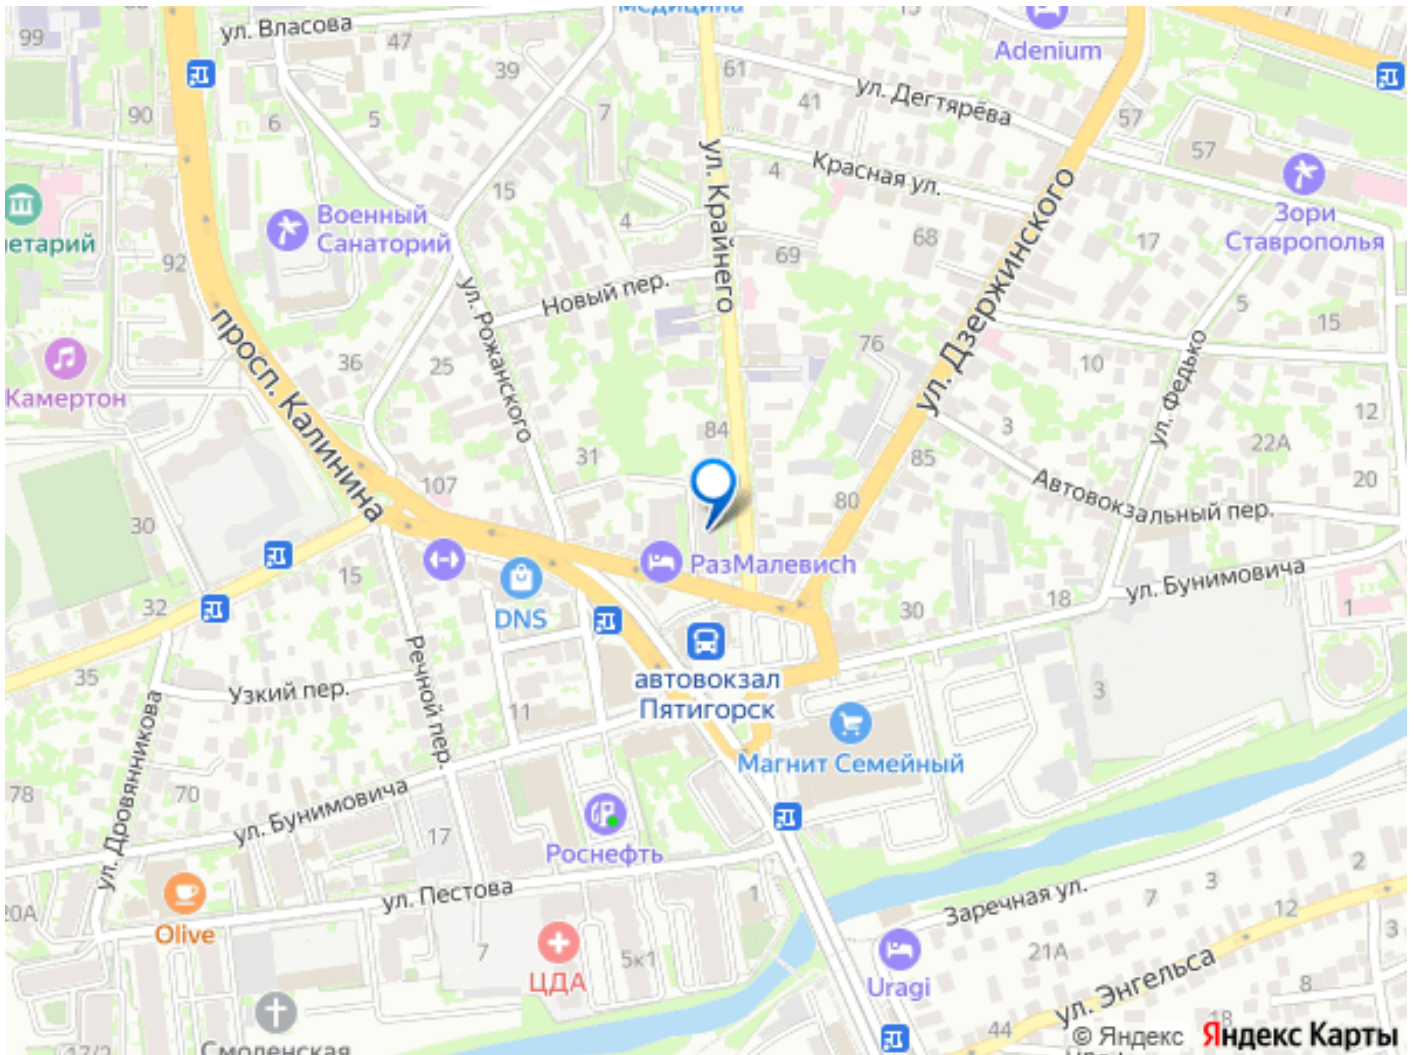 медицина
99
ул. Власова
47
39
61
41
Adenium
ул. Дегтярёва
57
57
90
6
5
7
15
4
4
Красная ул.
Зори
Ставрополья
Военный
Санаторий
етарий
92
ул. Крайнего
69
68
17
ул. Дзержинского
Новый пер.
ул. Рожанского
просп. Калинина
36
25
76
10
5
15
ул. Федько
Камертон
12
84
3
22А
31
85
20
107
80
Автовокзальный пер.
30
15
РазМалевич
DNS
32
30
18
ул. Бунимовича
1
35
Узкий пер.
Речной пер.
автовокзал
Пятигорск
3
11
Магнит Семейный
ул. Дровянникова
78
70
ул. Бунимовича
17
Роснефть
20А
Olive
ул. Пестова
7
ЦДА
5к1
1
Заречная ул.
7
3
2
12
3
21А
Uragi
ул. Энгельса
8
44
Смоленская
17/2
© Яндекс Яндекс Карты